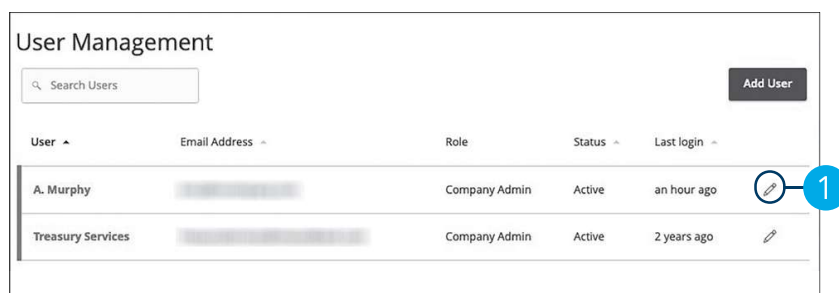 User Management
Search Users
Add User
User Email Address Role Status Last login
A. Murphy Company Admin Active an hour ago
1
Treasury Services Company Admin Active 2 years ago